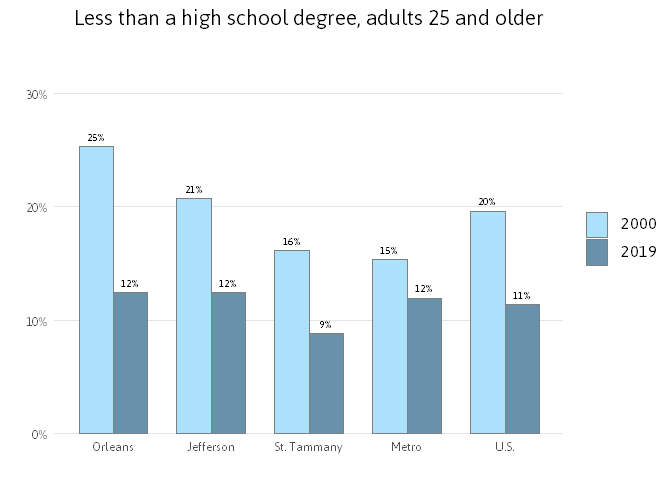 Less than a high school degree, adults 25 and older
30%
20%
10%
0%
25%
12%
21%
12%
16%
9%
15%
12%
20%
11%
Orleans
Jefferson
St. Tammany
Metro
U.S.
2000
2019